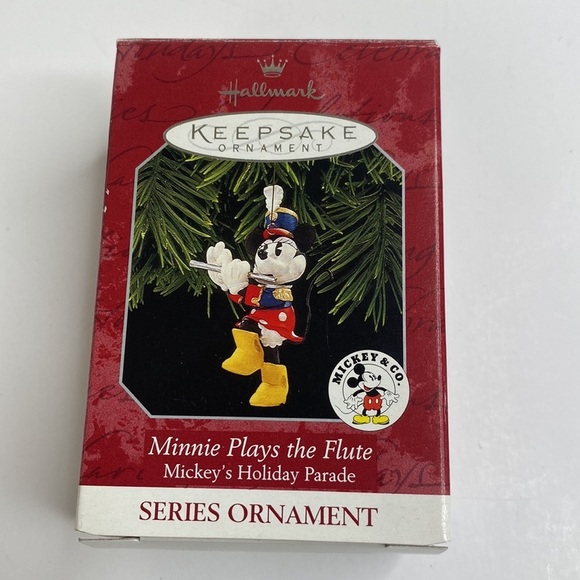 Hallmark
KEEPSAKE
ORNAMENT
MICKEY & CO.
Minnie Plays the Flute
Mickey's Holiday Parade
SERIES ORNAMENT